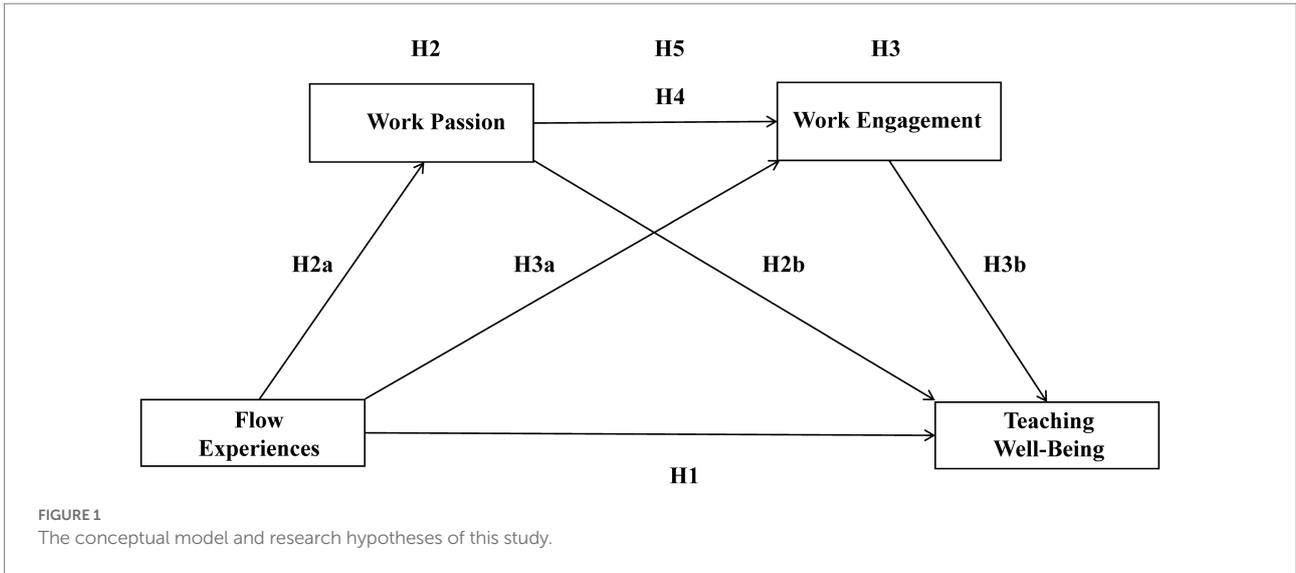 H2 H5 H3
H4
Work Passion Work Engagement
H2a H3a H2b H3b
Flow
Experiences
Teaching
Well-Being
H1
FIGURE 1
The conceptual model and research hypotheses of this study.